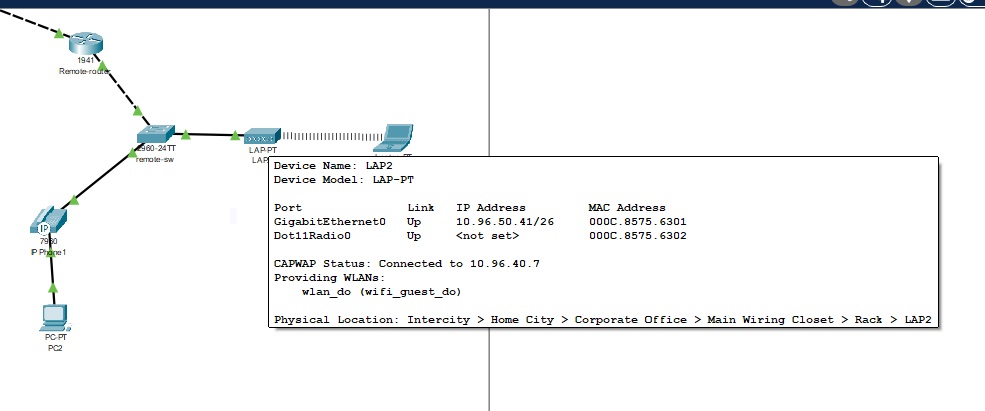 1941
Remote-router
2960-24TT
remote-sw
LAP-PT
LAP
Device Name: LAP2
Device Model: LAP-PT
Port Link IP Address MAC Address
GigabitEthernet0 Up 10.96.50.41/26 000C.8575.6301
Dot11Radio0 Up <not set> 000C.8575.6302
CAPWAP Status: Connected to 10.96.40.7
Providing WLANs:
wlan_do (wifi_guest_do)
Physical Location: Intercity > Home City > Corporate Office > Main Wiring Closet > Rack > LAP2
IP
7960
IP Phone1
PC-PT
PC2